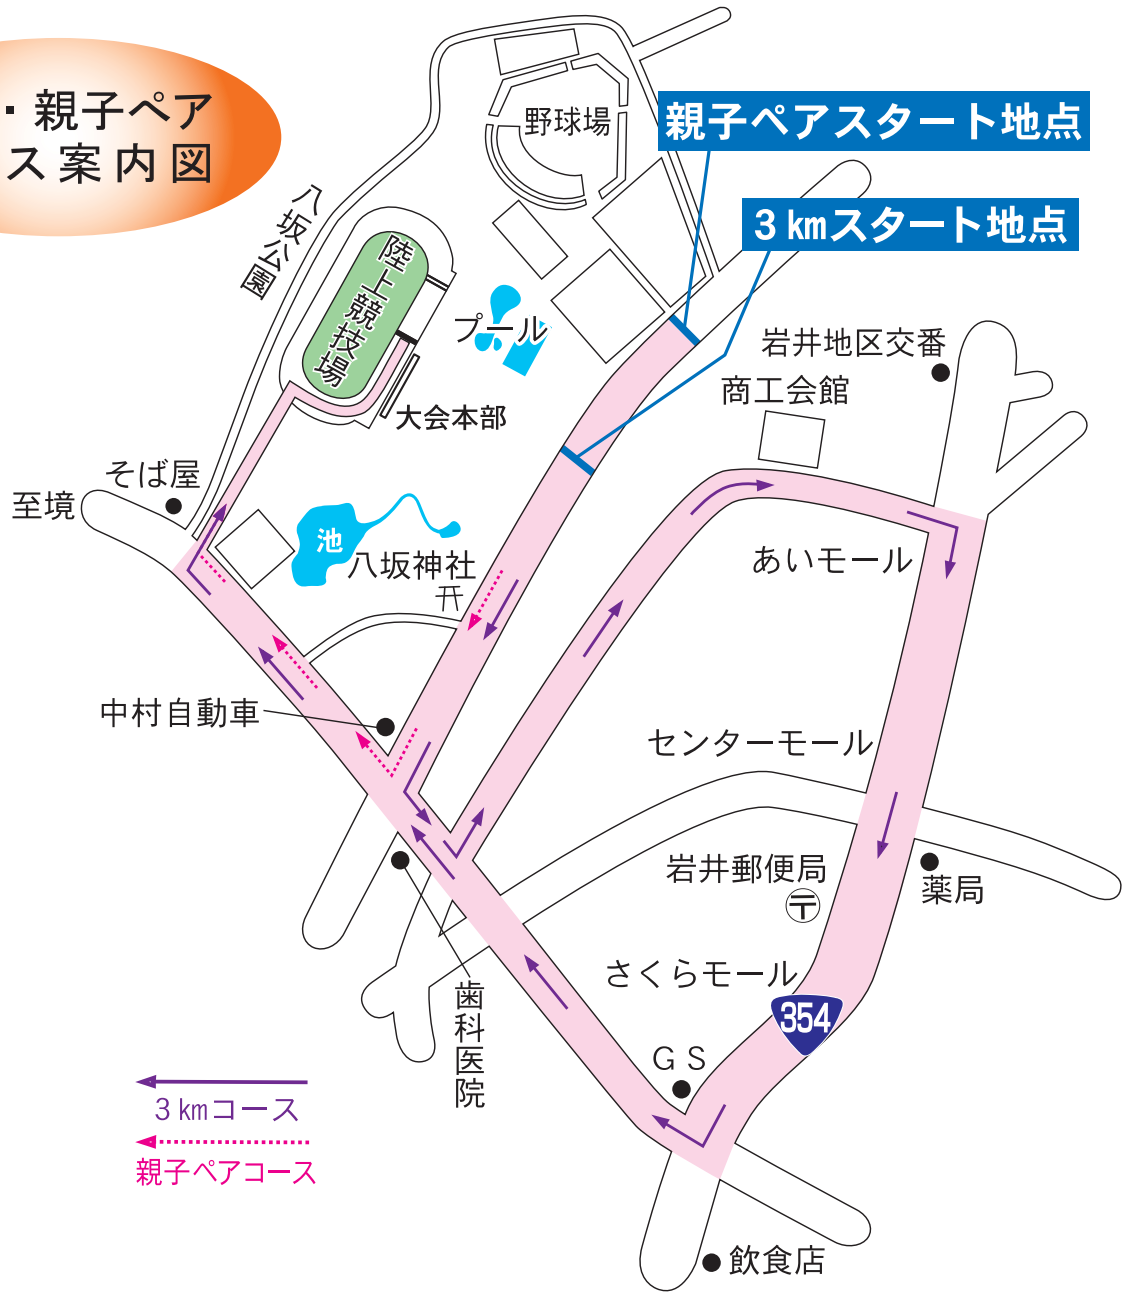 ・親子ペア
ス案内図
野球場
親子ペアスタート地点
3kmスタート地点
八坂公園
陸上競技場
プール
岩井地区交番
商工会館
大会本部
そば屋
至境
池
八坂神社
あいモール
中村自動車
センターモール
岩井郵便局
薬局
さくらモール
354
歯科医院
GS
3kmコース
親子ペアコース
飲食店